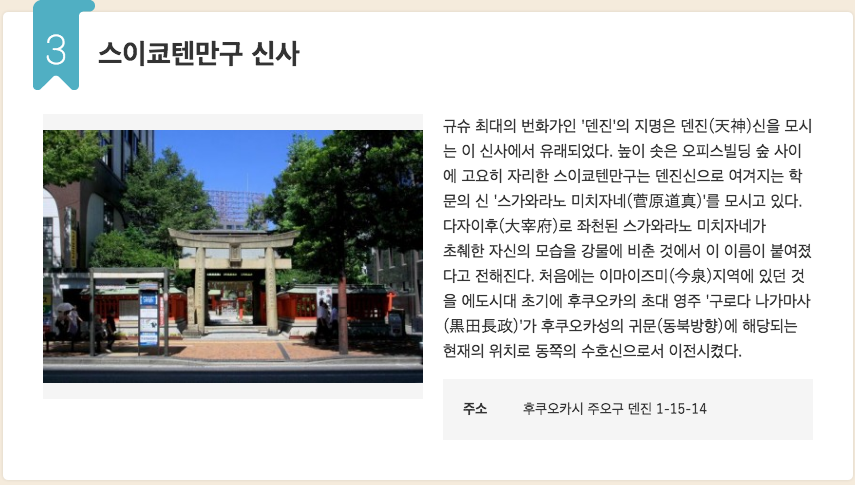 3
스이쿄텐만구 신사
규슈 최대의 번화가인 '덴진'의 지명은 덴진(天神)신을 모시
는 이 신사에서 유래되었다. 높이 솟은 오피스빌딩 숲 사이
에 고요히 자리한 스이쿄텐만구는 덴진신으로 여겨지는 학
문의 신 '스가와라노 미치자네(菅原道真)'를 모시고 있다.
다자이후(大宰府)로 좌천된 스가와라노 미치자네가
초췌한 자신의 모습을 강물에 비춘 것에서 이 이름이 붙여졌
다고 전해진다. 처음에는 이마이즈미(今泉)지역에 있던 것
을 에도시대 초기에 후쿠오카의 초대 영주 '구로다 나가마사
(黒田長政)'가 후쿠오카성의 귀문(동북방향)에 해당되는
현재의 위치로 동쪽의 수호신으로서 이전시켰다.
주소 후쿠오카시 주오구 덴진 1-15-14